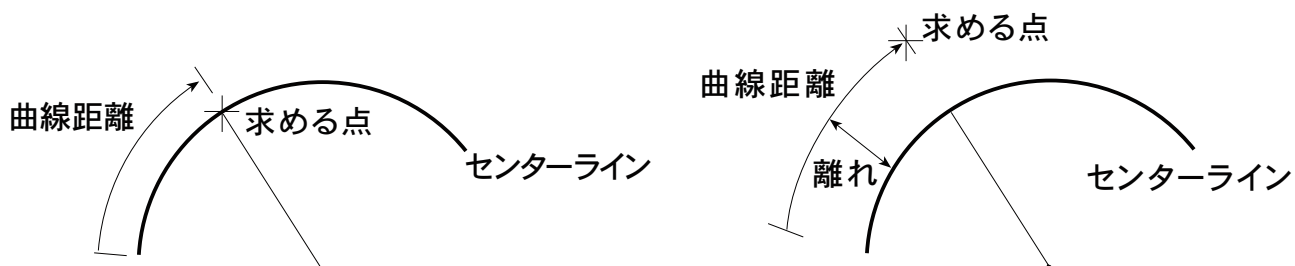 曲線距離
求める点
センターライン
求める点
曲線距離
離れ
センターライン